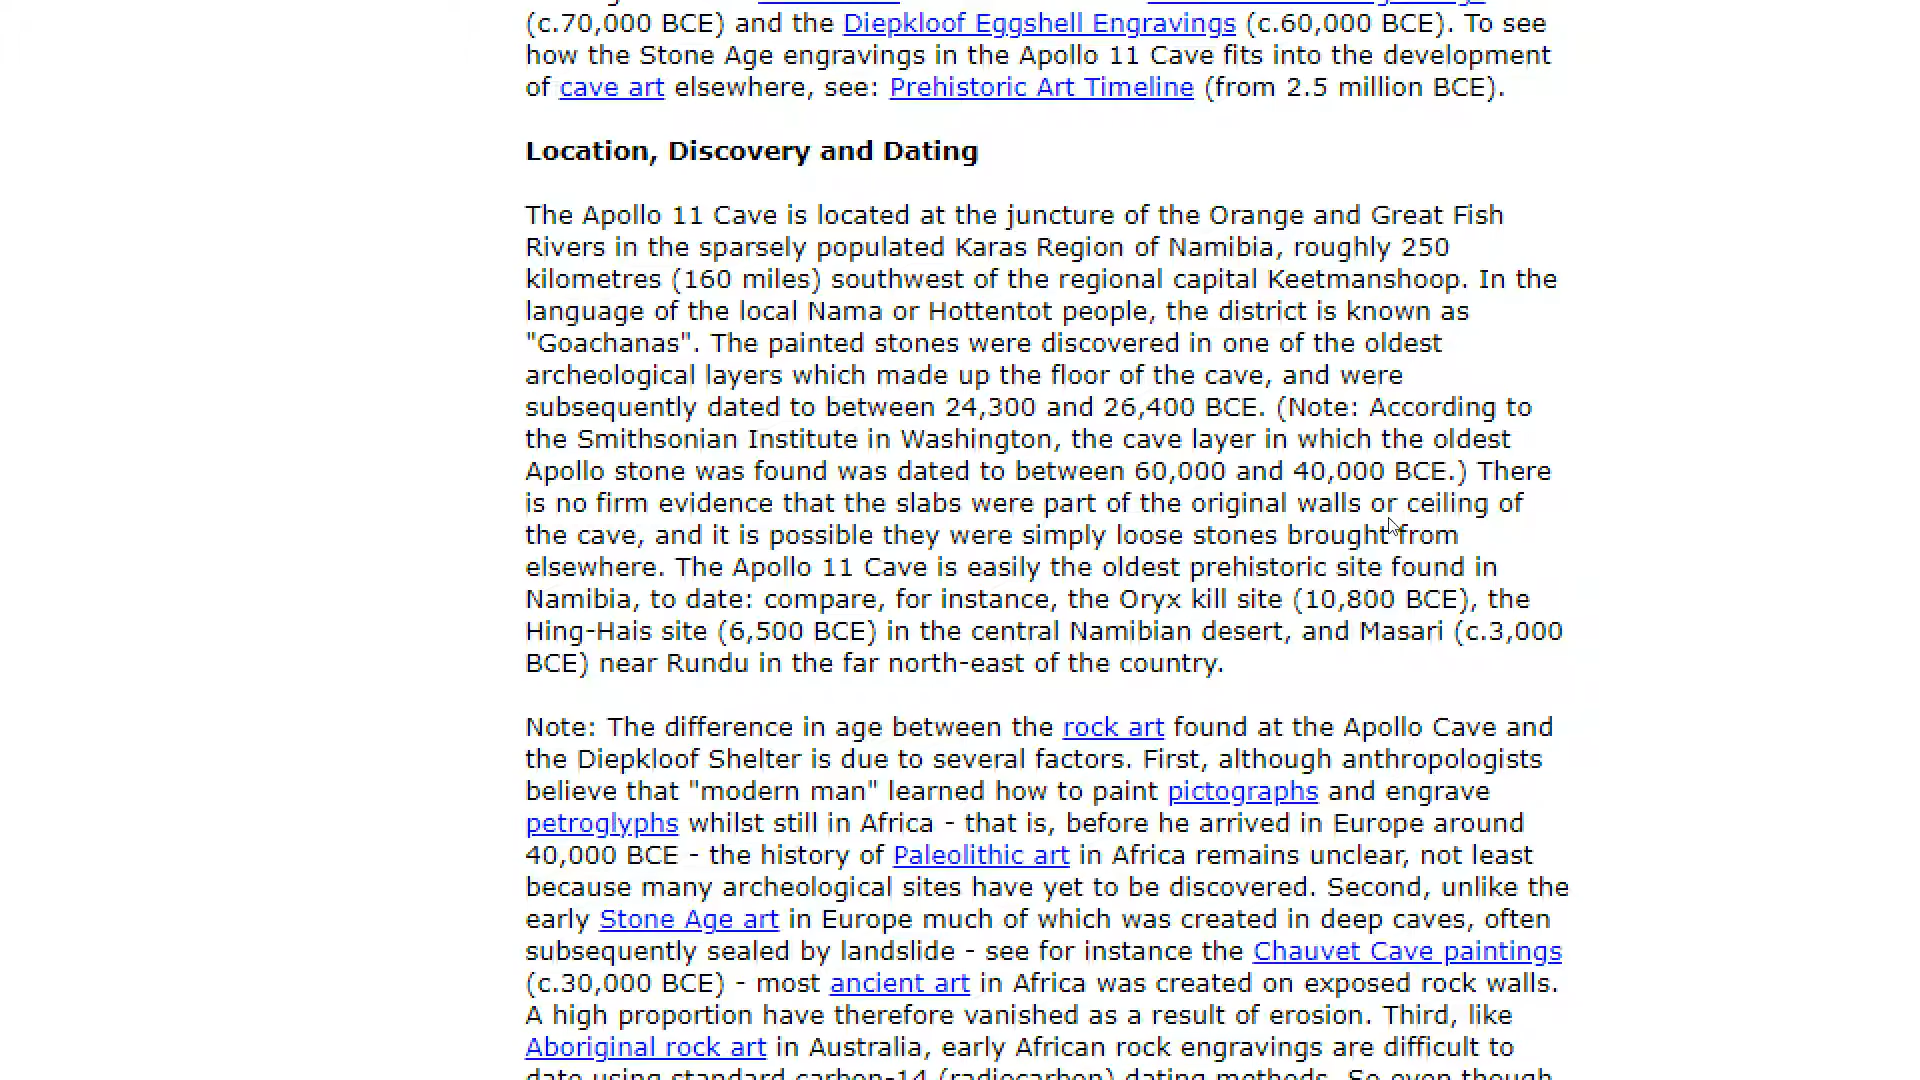 (c.70,000 BCE) and the Diepkloof Eggshell Engravings (c.60,000 BCE). To see
how the Stone Age engravings in the Apollo 11 Cave fits into the development
of cave art elsewhere, see: Prehistoric Art Timeline (from 2.5 million BCE).
Location, Discovery and Dating
The Apollo 11 Cave is located at the juncture of the Orange and Great Fish
Rivers in the sparsely populated Karas Region of Namibia, roughly 250
kilometres (160 miles) southwest of the regional capital Keetmanshoop. In the
language of the local Nama or Hottentot people, the district is known as
"Goachanas". The painted stones were discovered in one of the oldest
archeological layers which made up the floor of the cave, and were
subsequently dated to between 24,300 and 26,400 BCE. (Note: According to
the Smithsonian Institute in Washington, the cave layer in which the oldest
Apollo stone was found was dated to between 60,000 and 40,000 BCE.) There
is no firm evidence that the slabs were part of the original walls or ceiling of
the cave, and it is possible they were simply loose stones brought from
elsewhere. The Apollo 11 Cave is easily the oldest prehistoric site found in
Namibia, to date: compare, for instance, the Oryx kill site (10,800 BCE), the
Hing-Hais site (6,500 BCE) in the central Namibian desert, and Masari (c.3,000
BCE) near Rundu in the far north-east of the country.
Note: The difference in age between the rock art found at the Apollo Cave and
the Diepkloof Shelter is due to several factors. First, although anthropologists
believe that "modern man" learned how to paint pictographs and engrave
petroglyphs whilst still in Africa - that is, before he arrived in Europe around
40,000 BCE - the history of Paleolithic art in Africa remains unclear, not least
because many archeological sites have yet to be discovered. Second, unlike the
early Stone Age art in Europe much of which was created in deep caves, often
subsequently sealed by landslide - see for instance the Chauvet Cave paintings
(c.30,000 BCE) - most ancient art in Africa was created on exposed rock walls.
A high proportion have therefore vanished as a result of erosion. Third, like
Aboriginal rock art in Australia, early African rock engravings are difficult to
date using standard carbon-14 (radiocarbon) dating methods. So even though